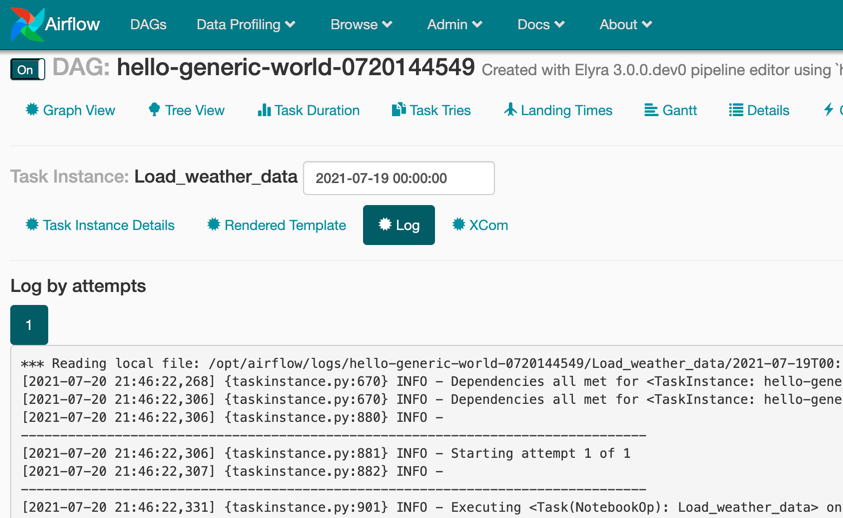 Airflow DAGs Data Profiling Browse Admin Docs About
On DAG: hello-generic-world-0720144549 Created with Elyra 3.0.0.dev0 pipeline editor using `h
Graph View Tree View Task Duration Task Tries Landing Times Gantt Details
Task Instance: Load_weather_data 2021-07-19 00:00:00
Task Instance Details Rendered Template Log XCom
Log by attempts
1
*** Reading local file: /opt/airflow/logs/hello-generic-world-0720144549/Load_weather_data/2021-07-19T00:
[2021-07-20 21:46:22,268] {taskinstance.py:670} INFO - Dependencies all met for <TaskInstance: hello-gene
[2021-07-20 21:46:22,306] {taskinstance.py:670} INFO - Dependencies all met for <TaskInstance: hello-gene
[2021-07-20 21:46:22,306] {taskinstance.py:880} INFO -
--------------------------------------------------------------------------------
[2021-07-20 21:46:22,306] {taskinstance.py:881} INFO - Starting attempt 1 of 1
[2021-07-20 21:46:22,307] {taskinstance.py:882} INFO -
--------------------------------------------------------------------------------
[2021-07-20 21:46:22,331] {taskinstance.py:901} INFO - Executing <Task(NotebookOp): Load_weather_data> on